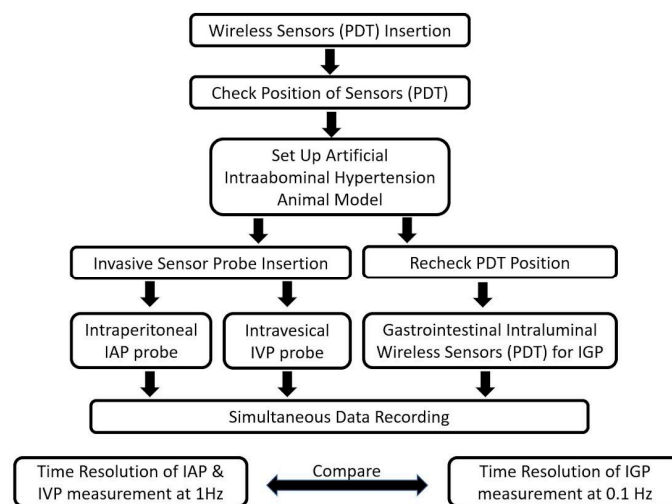 Wireless Sensors (PDT) Insertion
Check Position of Sensors (PDT)
Set Up Artificial
Intraabominal Hypertension
Animal Model
Invasive Sensor Probe Insertion
Recheck PDT Position
Intraperitoneal
IAP probe
Intravesical
IVP probe
Gastrointestinal Intraluminal
Wireless Sensors (PDT) for IGP
Simultaneous Data Recording
Time Resolution of IAP &
IVP measurement at 1Hz
Compare
Time Resolution of IGP
measurement at 0.1 Hz